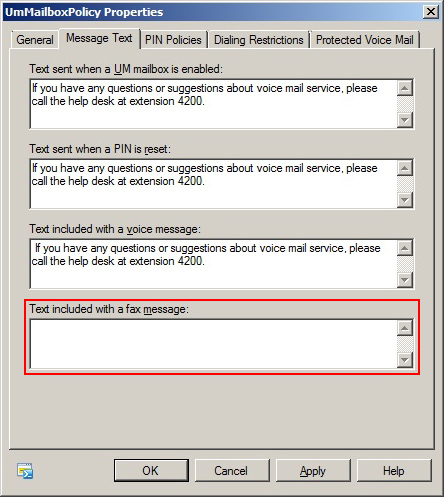 UmMailboxPolicy Properties
General Message Text PIN Policies Dialing Restrictions Protected Voice Mail
Text sent when a UM mailbox is enabled:
If you have any questions or suggestions about voice mail service, please
call the help desk at extension 4200.
Text sent when a PIN is reset:
If you have any questions or suggestions about voice mail service, please
call the help desk at extension 4200.
Text included with a voice message:
If you have any questions or suggestions about voice mail service, please
call the help desk at extension 4200.
Text included with a fax message:
OK Cancel Apply Help